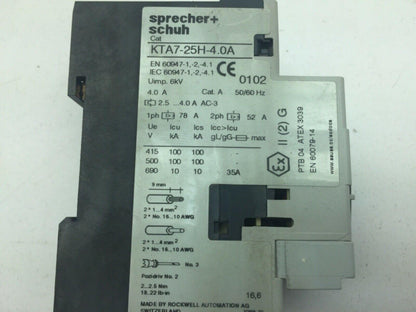 sprecher+
schuh
Cat
KTA7-25H-4.0A
EN 60947-1,-2,-4.1
IEC 60947-1,-2,-4.1 CE
Uimp. 6kV 0102
4.0 A Cat. A 50/60 Hz
2.5 ...4.0 A AC-3
1ph 78 A 2ph 52 A
Ue Icu Ics Icc>Icu
V kA kA gL/gG max
415 100 100
500 100 100
690 10 10 35A
9 mm
2 * 1...4 mm²
2 * No. 16...10 AWG
2 * 1...4 mm²
2 * No. 16...10 AWG
No. 3
Pozidriv No. 2
2...2.5 Nm
18..22 lb-in
16,6
MADE BY ROCKWELL AUTOMATION AG
SWITZERLAND
Ex II (2) G
PTB 04 ATEX 3039
EN 60079-14